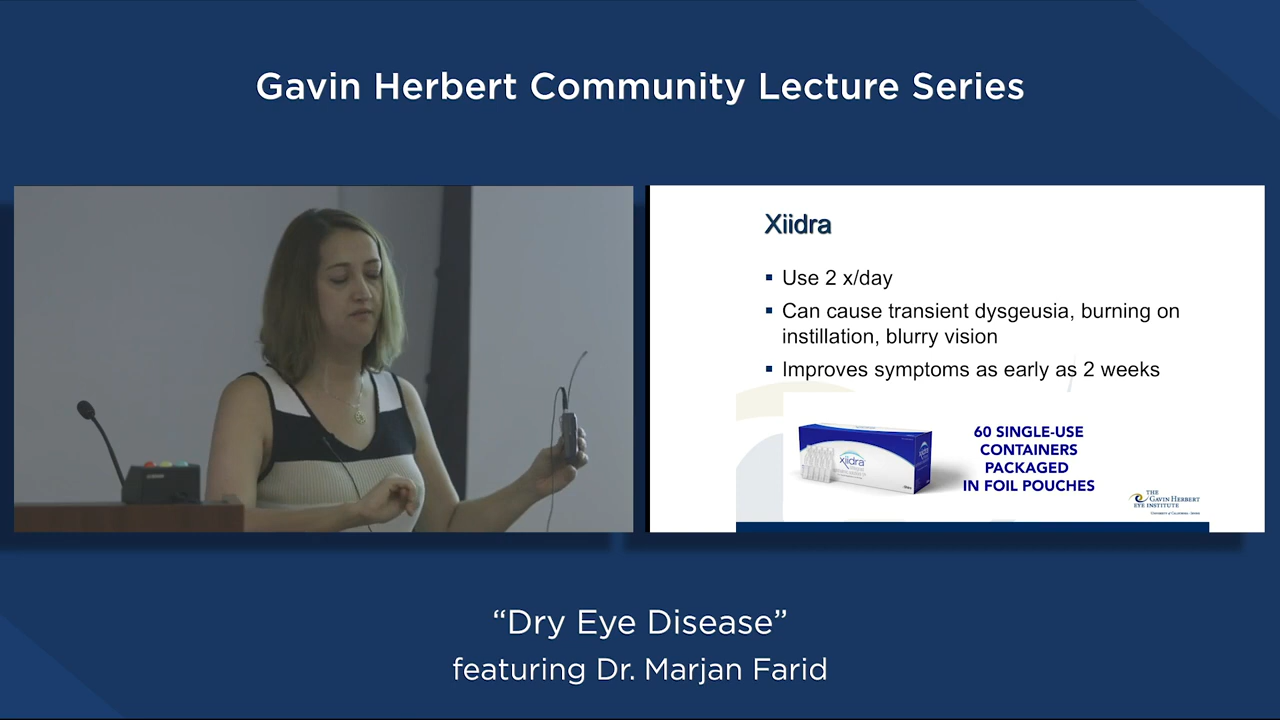 Gavin Herbert Community Lecture Series
Xiidra
Use 2 x/day
Can cause transient dysgeusia, burning on
instillation, blurry vision
Improves symptoms as early as 2 weeks
xiidra
60 SINGLE-USE
CONTAINERS
PACKAGED
IN FOIL POUCHES
THE
GAVIN HERBERT
EYE INSTITUTE
“Dry Eye Disease”
featuring Dr. Marjan Farid